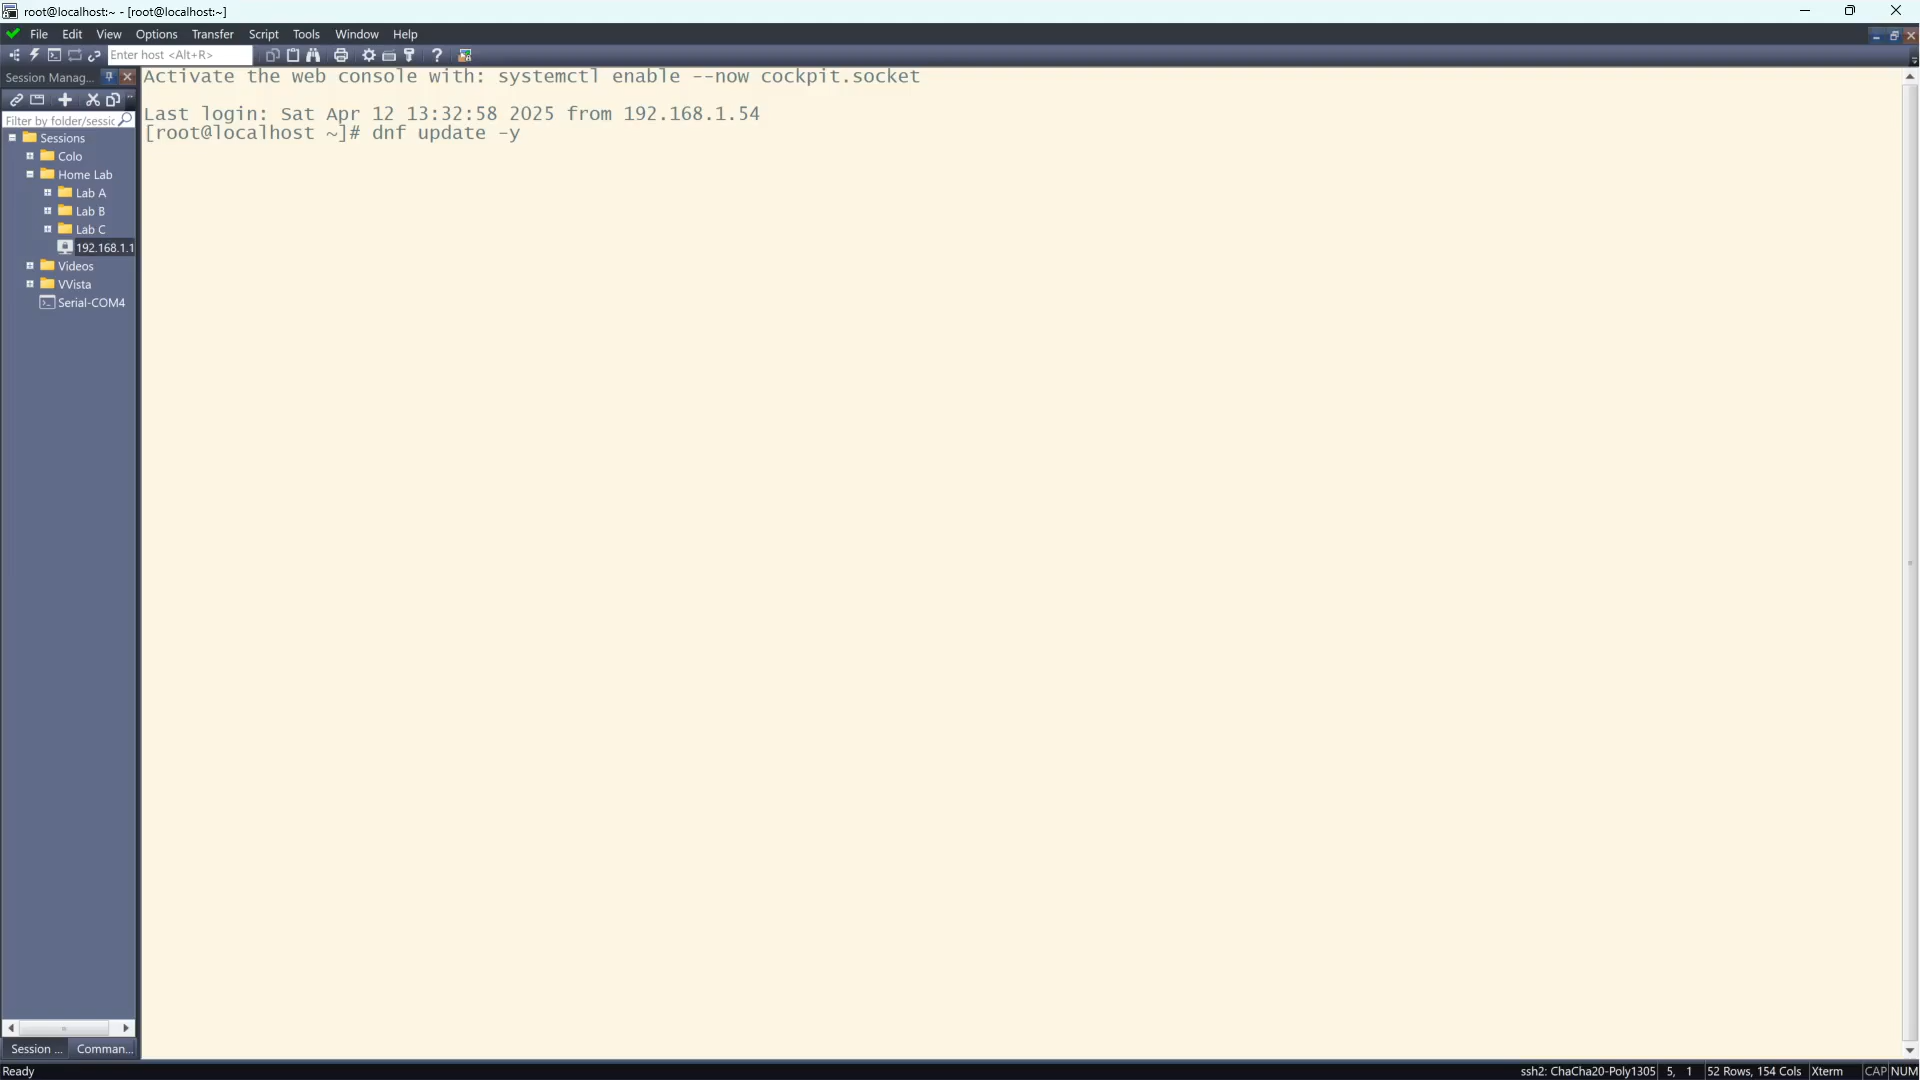 root@localhost:~ - [root@localhost:~]
File Edit View Options Transfer Script Tools Window Help
Enter host <Alt+R>
Session Manag...
Filter by folder/sessic
Sessions
Colo
Home Lab
Lab A
Lab B
Lab C
192.168.1.1
Videos
VVista
Serial-COM4
Session ... Comman...
Activate the web console with: systemctl enable --now cockpit.socket
Last login: Sat Apr 12 13:32:58 2025 from 192.168.1.54
[root@localhost ~]# dnf update -y
Ready ssh2: ChaCha20-Poly1305 5, 1 52 Rows, 154 Cols Xterm CAP NUM